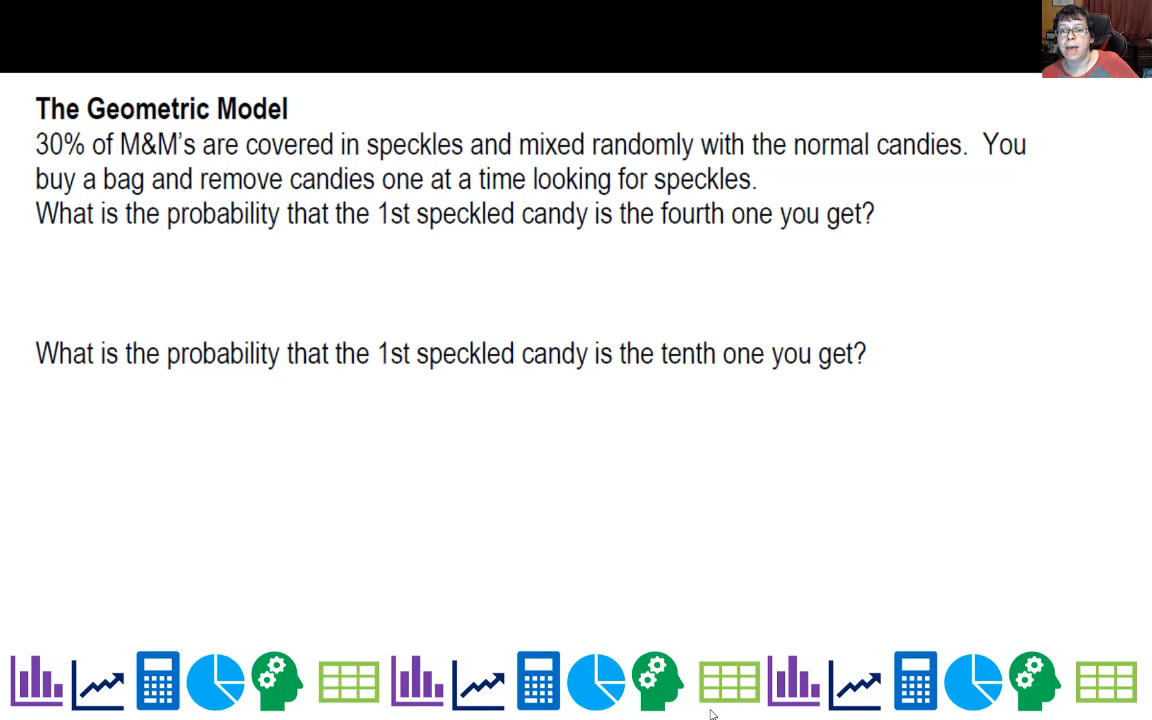 The Geometric Model
30% of M&M's are covered in speckles and mixed randomly with the normal candies.  You
buy a bag and remove candies one at a time looking for speckles.
What is the probability that the 1st speckled candy is the fourth one you get?
What is the probability that the 1st speckled candy is the tenth one you get?